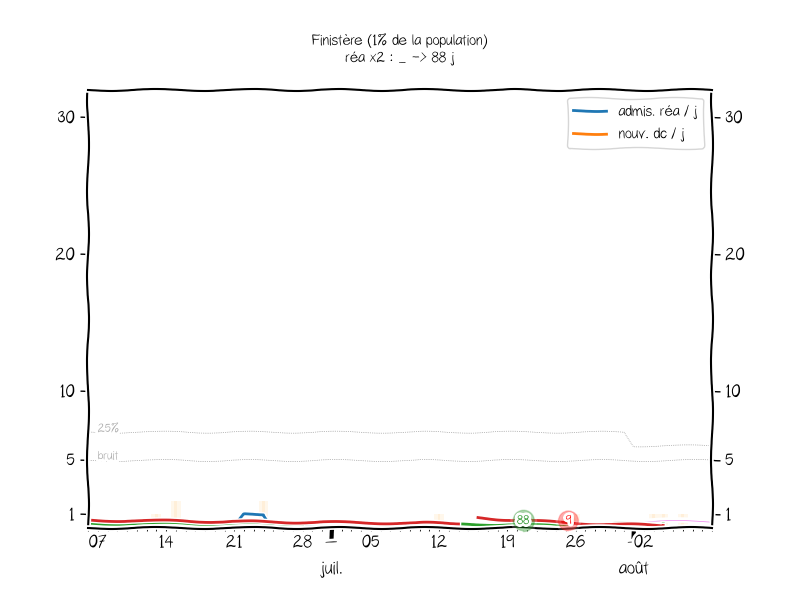 Finistère (1% de la population)
réa x2 : _ -> 88 j
admis. réa / j
nouv. dc / j
30
30
20
20
10
10
25%
5
bruit
5
1
88
9
1
07 14 21 28 _ 05 12 19 26 -02
juil. août